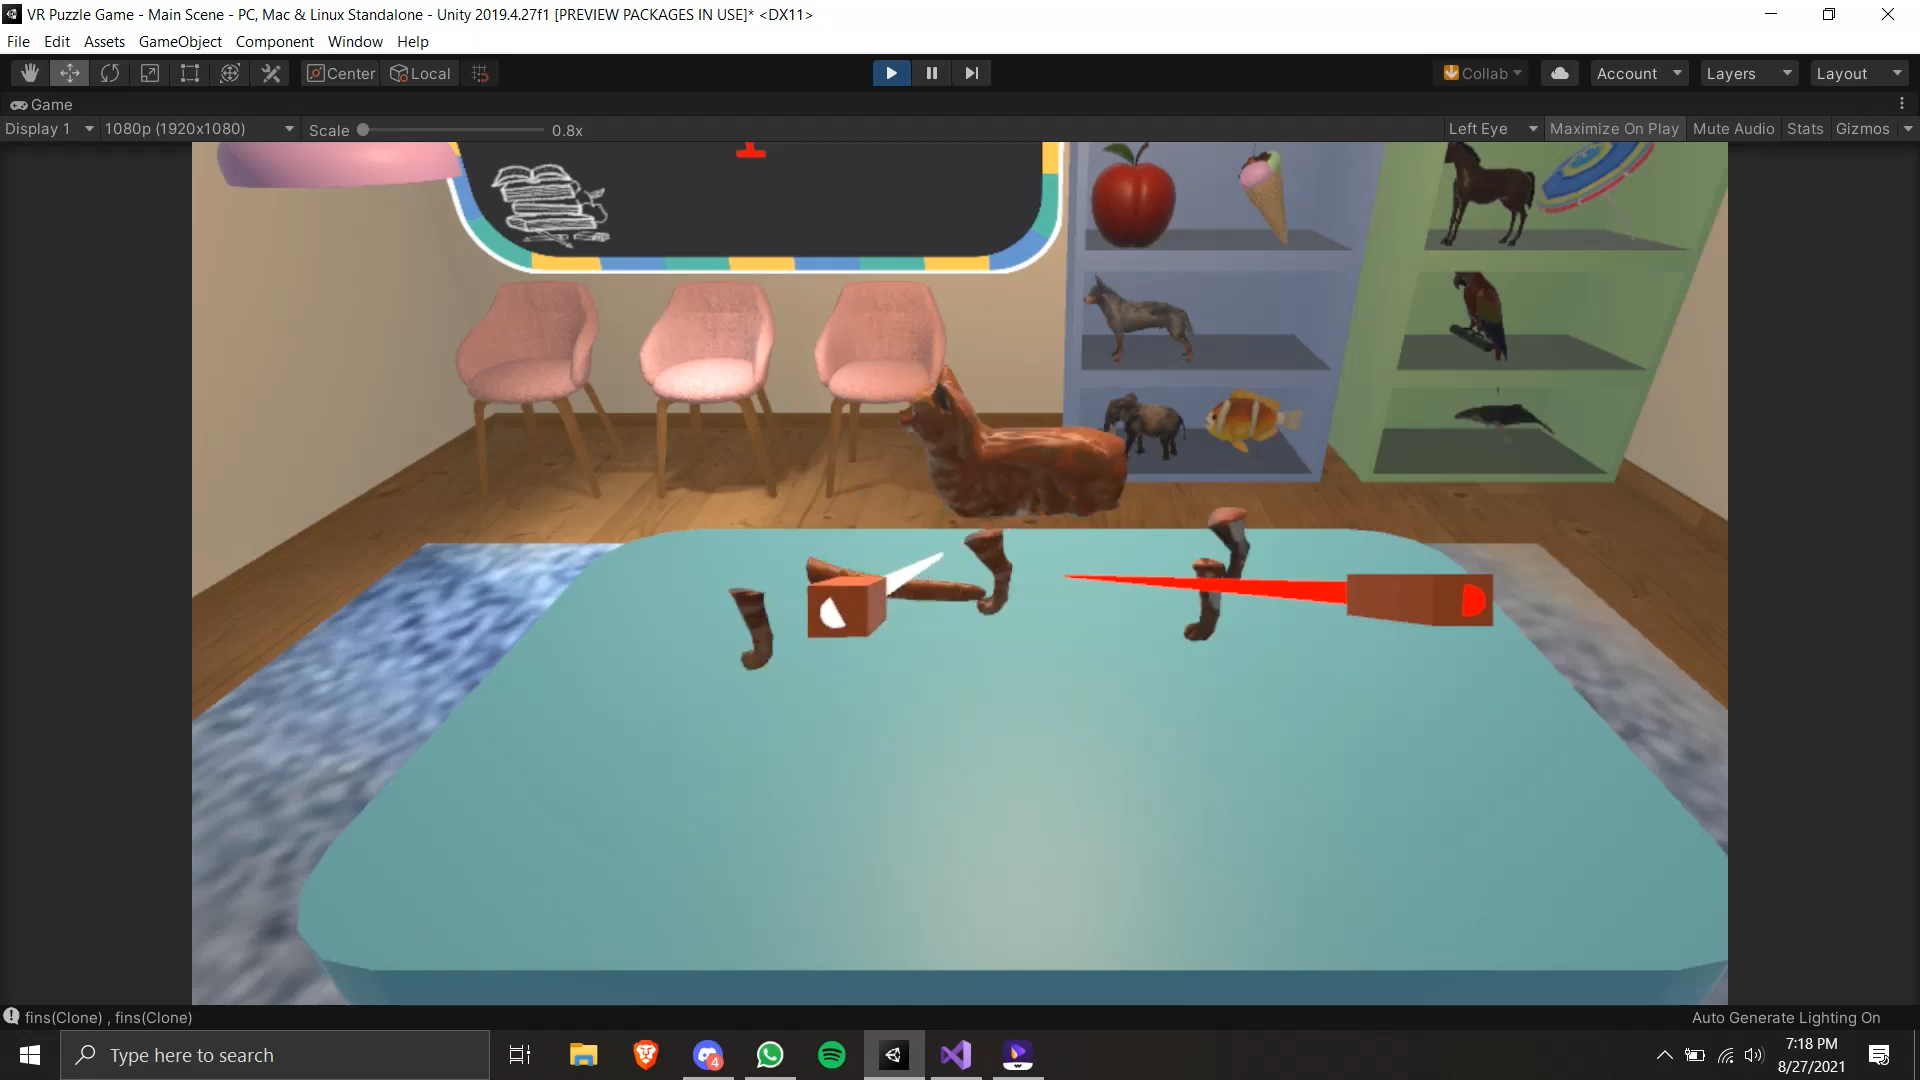 VR Puzzle Game - Main Scene - PC, Mac & Linux Standalone - Unity 2019.4.27f1 [PREVIEW PACKAGES IN USE]* <DX11>
File Edit Assets GameObject Component Window Help
Center Local Collab Account Layers Layout
Game
Display 1 1080p (1920x1080) Scale 0.8x Left Eye Maximize On Play Mute Audio Stats Gizmos
fins(Clone) , fins(Clone) Auto Generate Lighting On
Type here to search 4 7:18 PM
8/27/2021